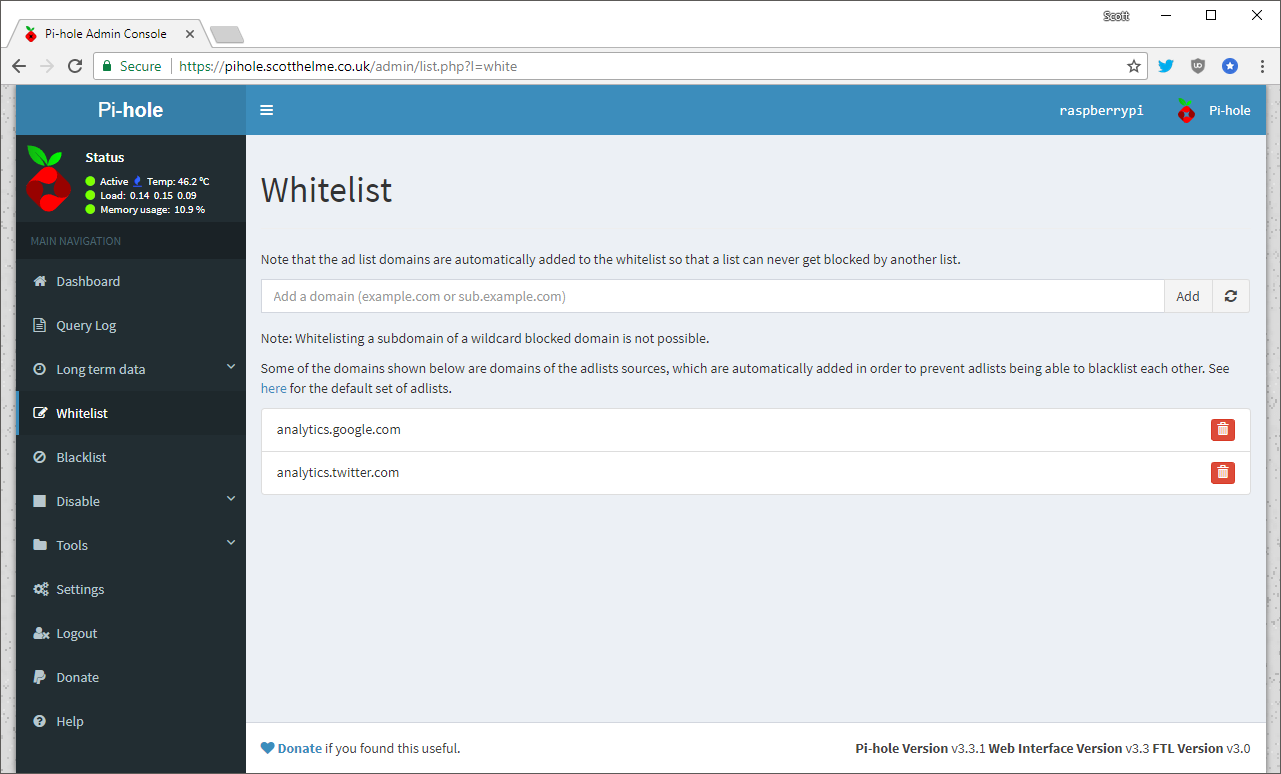 Scott
Pi-hole Admin Console
Secure https://pihole.scotthelme.co.uk/admin/list.php?l=white
Pi-hole
raspberrypi Pi-hole
Status
Active Temp: 46.2 °C
Load: 0.14 0.15 0.09
Memory usage: 10.9 %
MAIN NAVIGATION
Dashboard
Query Log
Long term data
Whitelist
Blacklist
Disable
Tools
Settings
Logout
Donate
Help
Whitelist
Note that the ad list domains are automatically added to the whitelist so that a list can never get blocked by another list.
Add a domain (example.com or sub.example.com) Add
Note: Whitelisting a subdomain of a wildcard blocked domain is not possible.
Some of the domains shown below are domains of the adlists sources, which are automatically added in order to prevent adlists being able to blacklist each other. See
here for the default set of adlists.
analytics.google.com
analytics.twitter.com
Donate if you found this useful.
Pi-hole Version v3.3.1 Web Interface Version v3.3 FTL Version v3.0